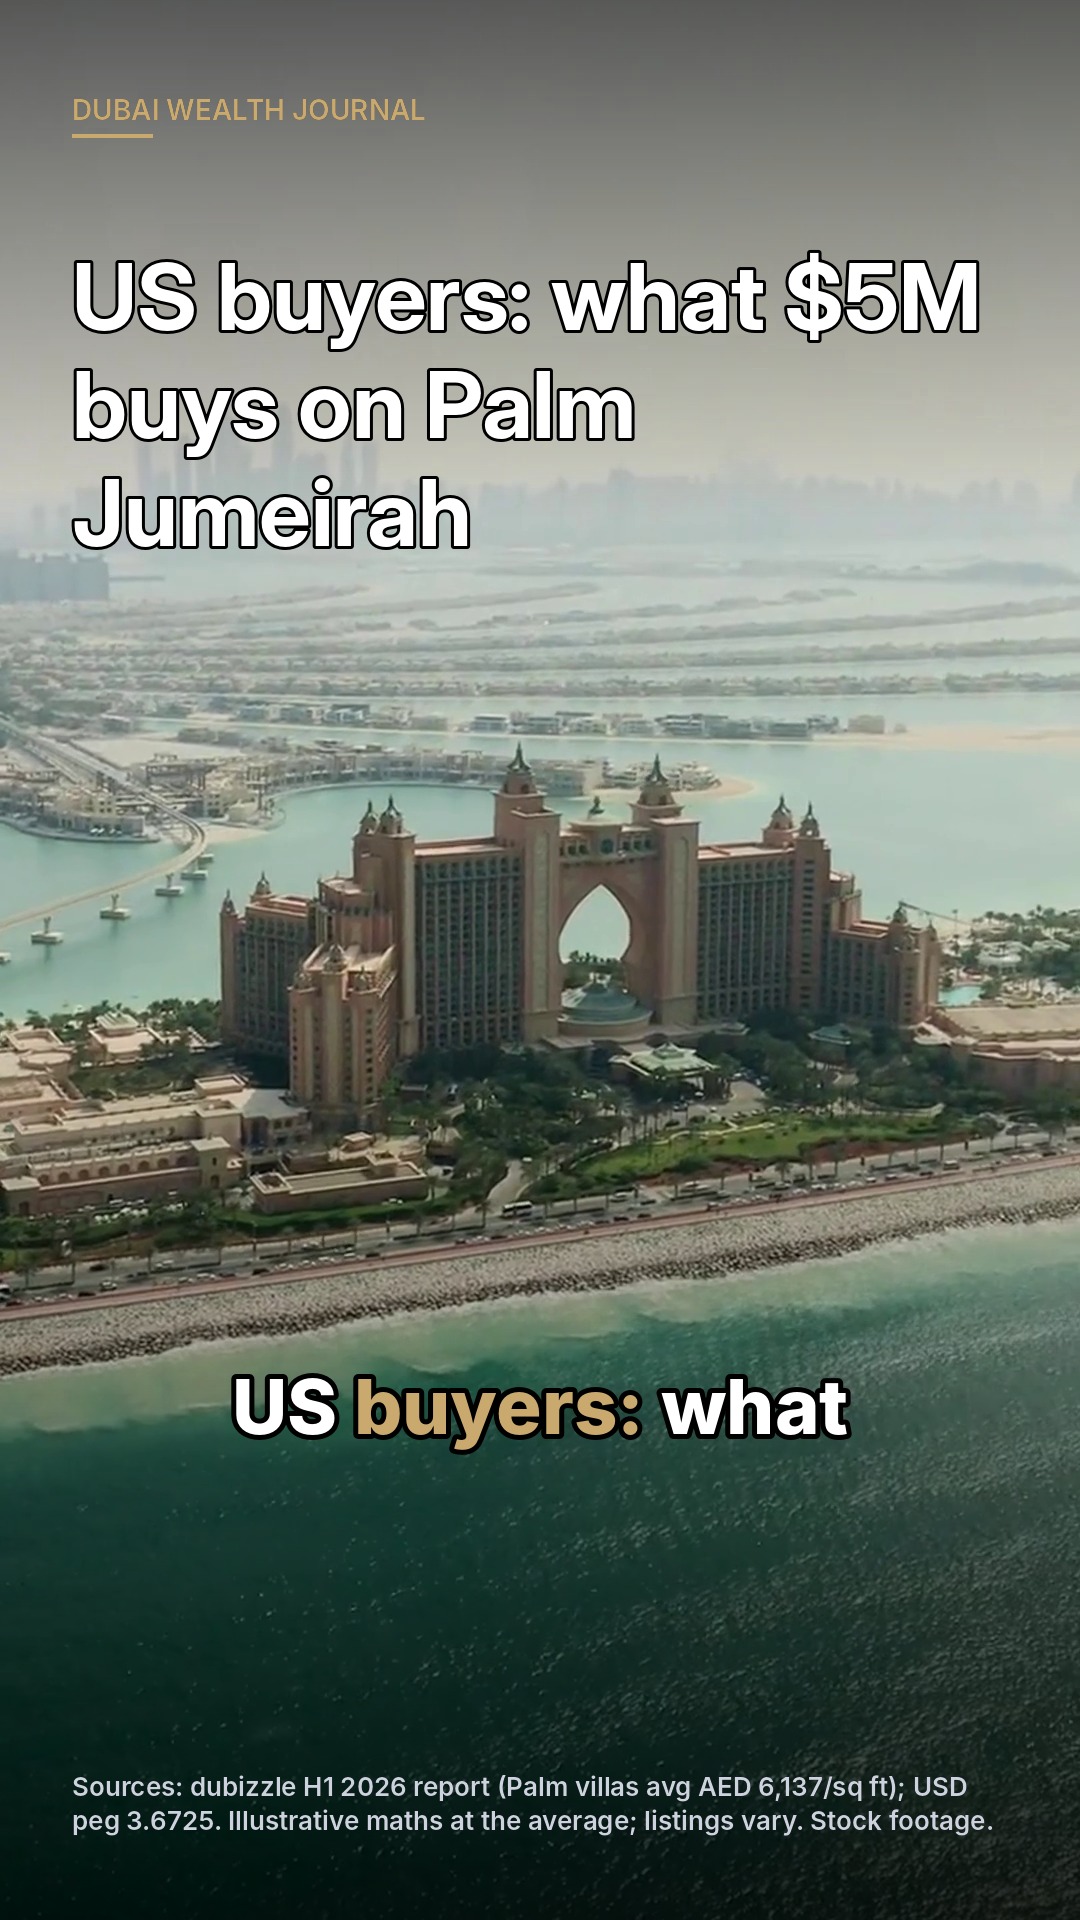 DUBAI WEALTH JOURNAL
US buyers: what $5M
buys on Palm
Jumeirah
US buyers: what
Sources: dubizzle H1 2026 report (Palm villas avg AED 6,137/sq ft); USD
peg 3.6725. Illustrative maths at the average; listings vary. Stock footage.